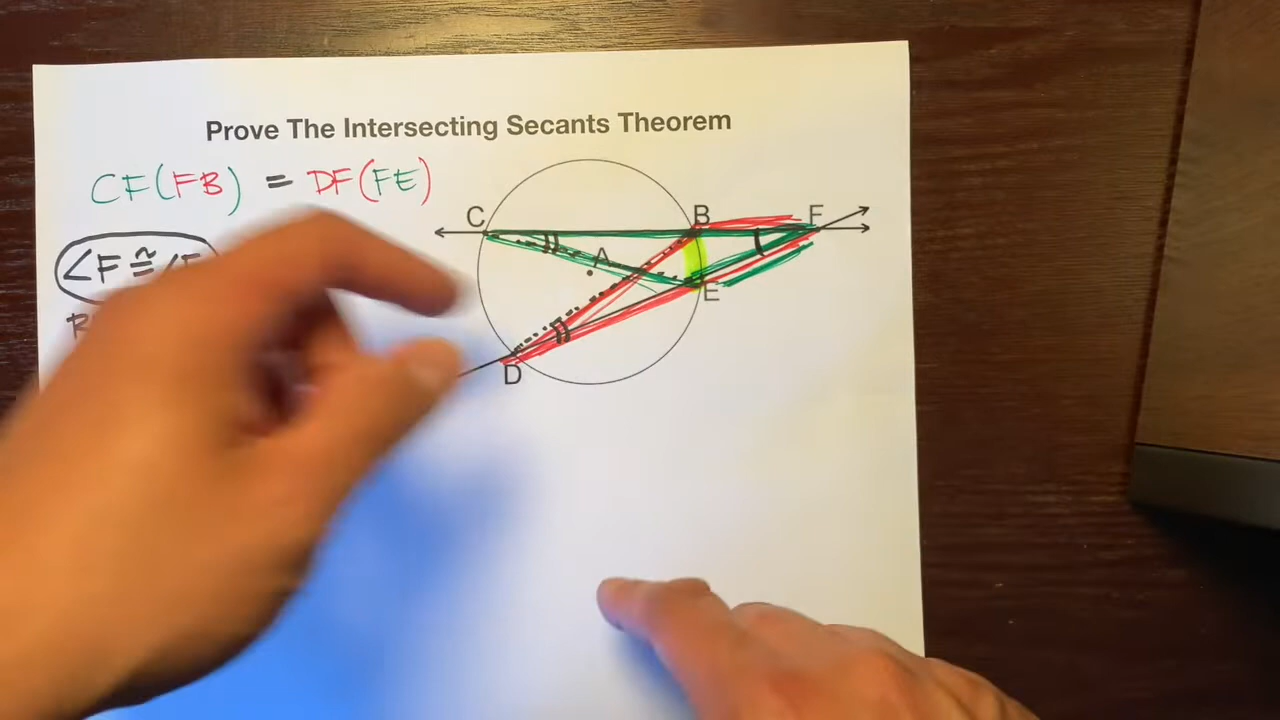 Prove The Intersecting Secants Theorem
CF(FB) = DF(FE)
C
B
F
∠F ≅
A
E
D